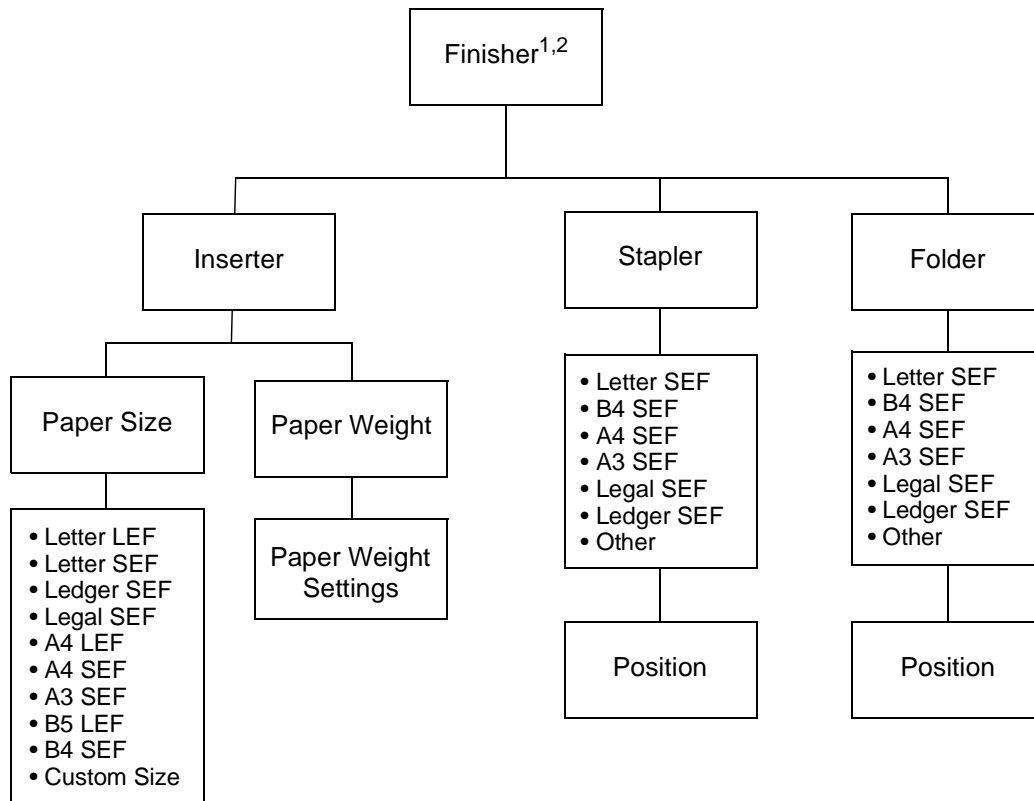 Finisher1,2
Inserter
Stapler
Folder
Paper Size
Paper Weight
• Letter LEF
• Letter SEF
• Ledger SEF
• Legal SEF
• A4 LEF
• A4 SEF
• A3 SEF
• B5 LEF
• B4 SEF
• Custom Size
Paper Weight
Settings
• Letter SEF
• B4 SEF
• A4 SEF
• A3 SEF
• Legal SEF
• Ledger SEF
• Other
Position
• Letter SEF
• B4 SEF
• A4 SEF
• A3 SEF
• Legal SEF
• Ledger SEF
• Other
Position